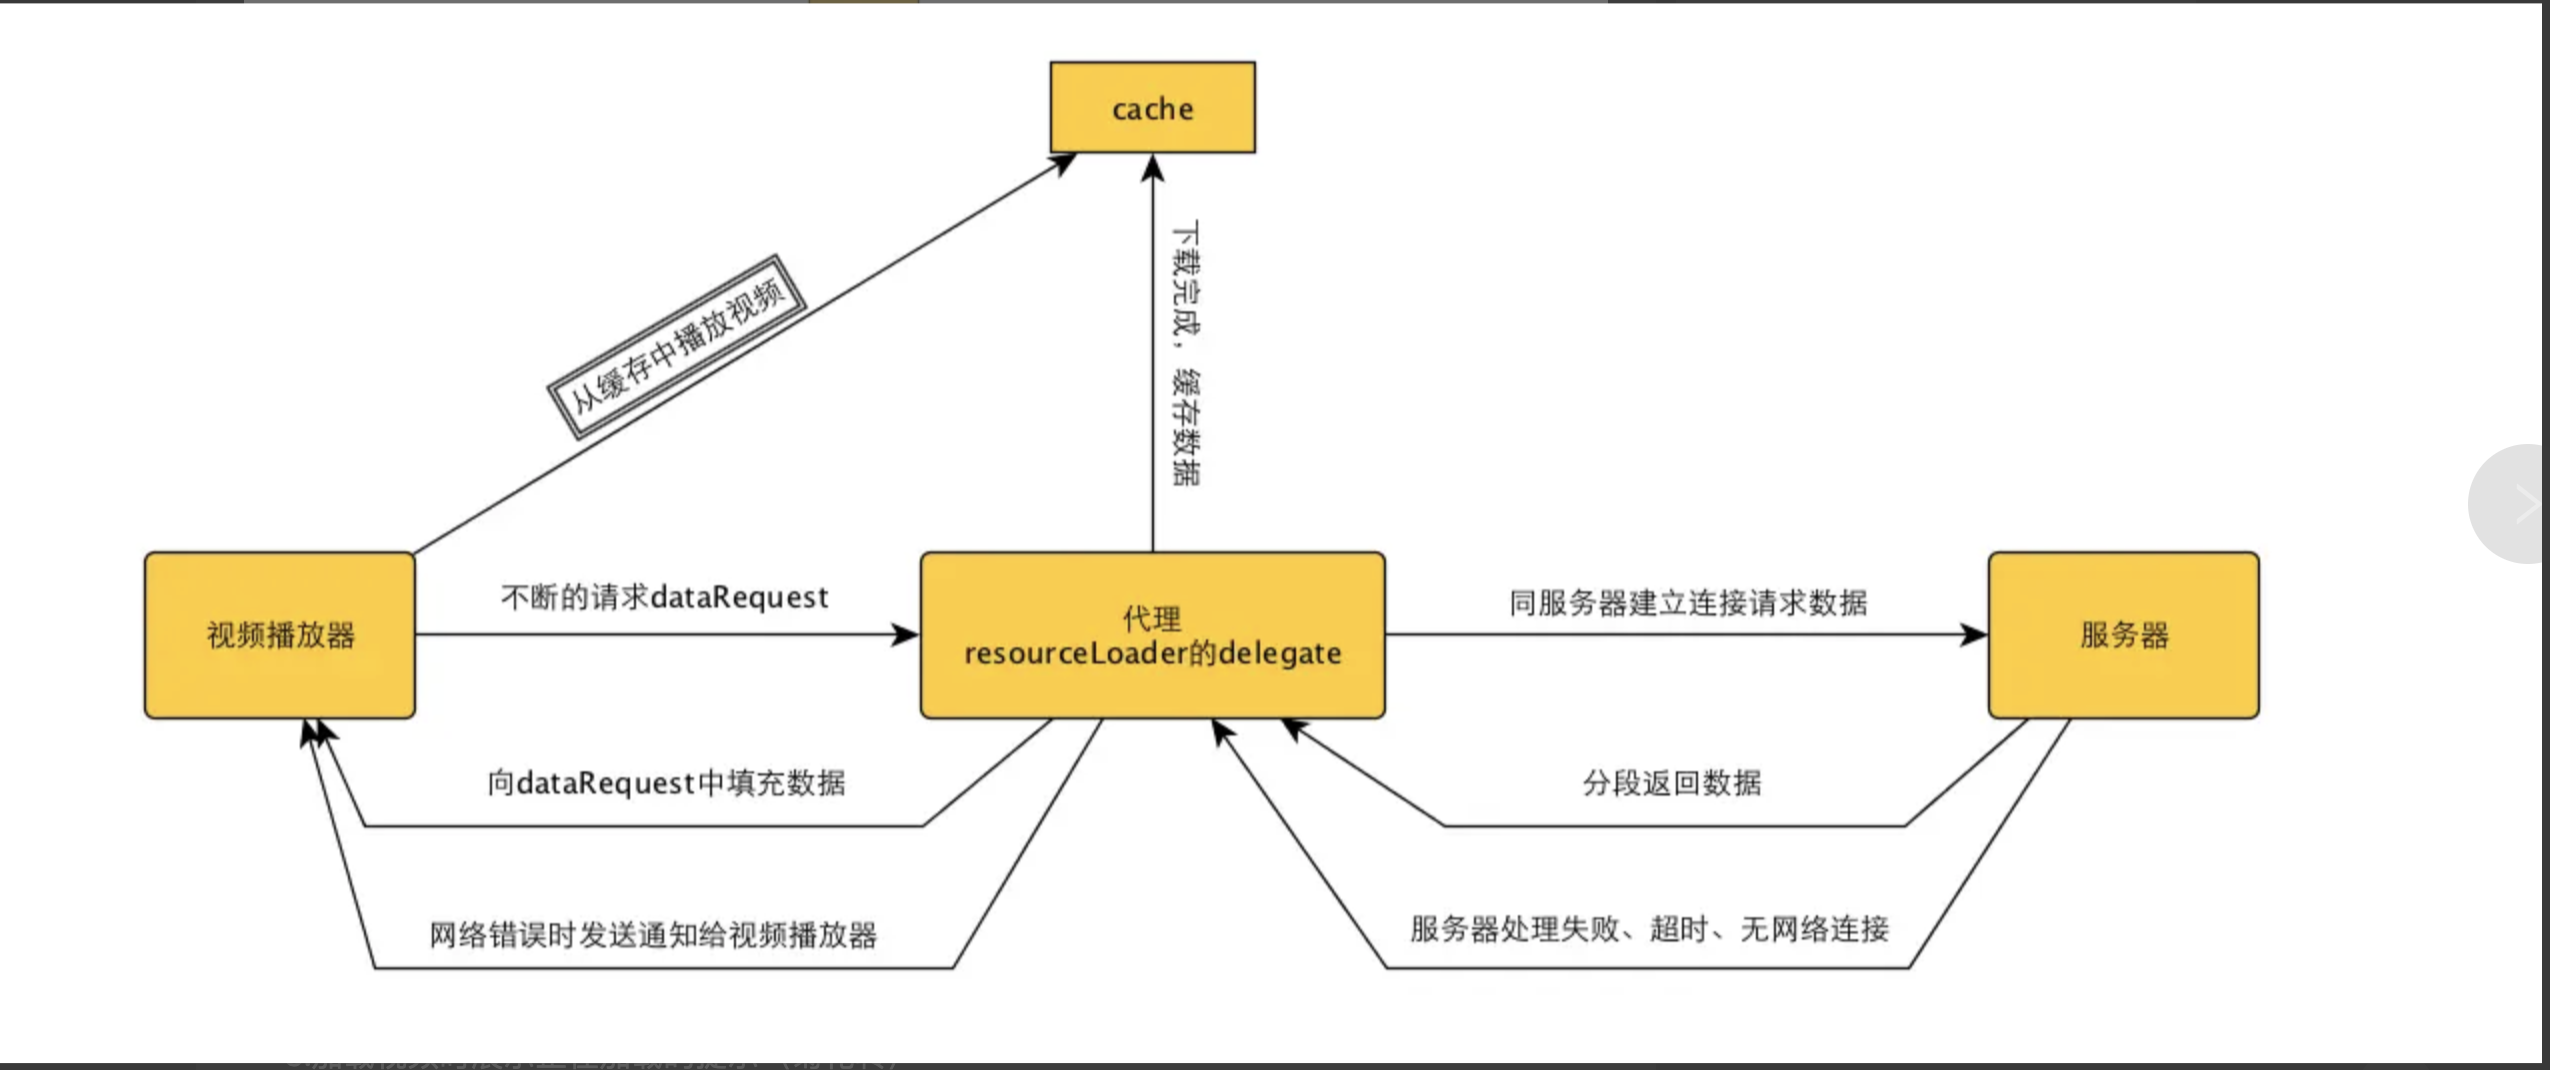 cache
从缓存中播放视频
下载完成，缓存数据
视频播放器
不断的请求dataRequest
代理
resourceLoader的delegate
同服务器建立连接请求数据
服务器
向dataRequest中填充数据
分段返回数据
网络错误时发送通知给视频播放器
服务器处理失败、超时、无网络连接